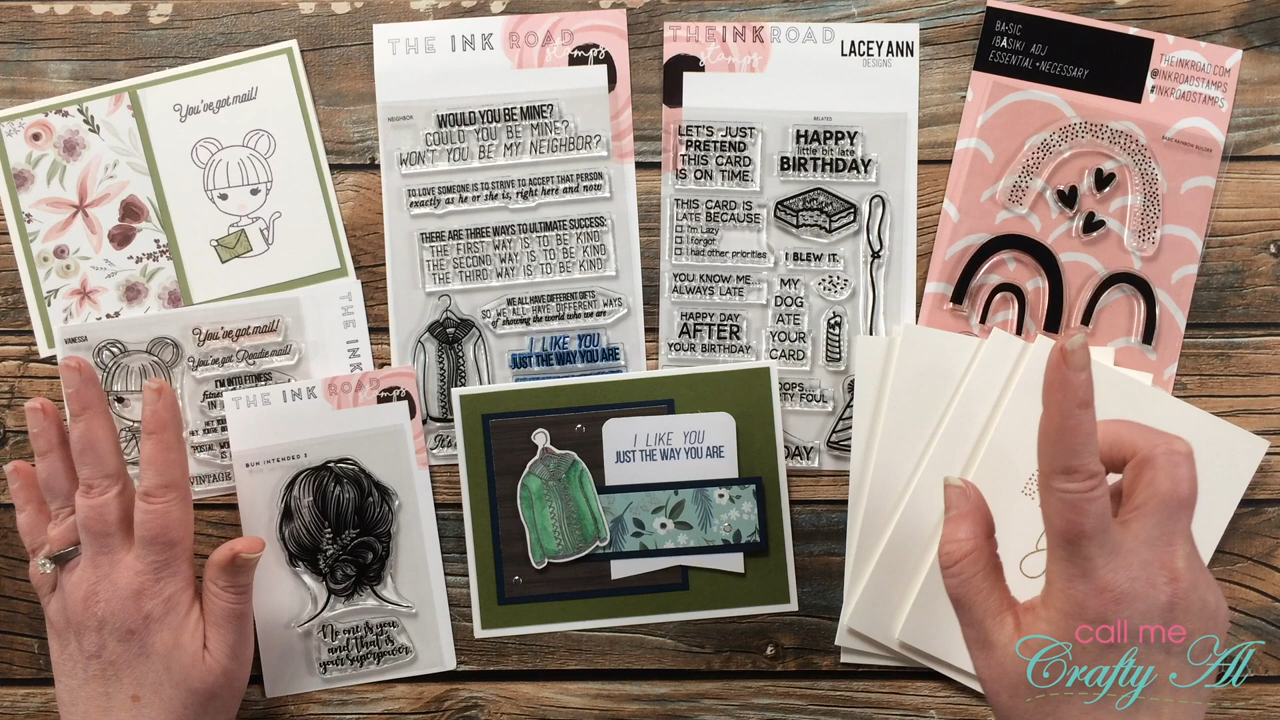 You've got mail!
VANESSA
THE INK
You've got mail!
You've got Roadie mail!
I'M INTO FITNESS
VINTAGE
THE INK ROAD
BUN INTENDED 2
No one is you,
and that is
your superpower.
THE INK ROAD
stamps
NEIGHBOR
WOULD YOU BE MINE?
COULD YOU BE MINE?
WON'T YOU BE MY NEIGHBOR?
TO LOVE SOMEONE IS TO STRIVE TO ACCEPT THAT PERSON
exactly as he or she is, right here and now
THERE ARE THREE WAYS TO ULTIMATE SUCCESS:
THE FIRST WAY IS TO BE KIND.
THE SECOND WAY IS TO BE KIND.
THE THIRD WAY IS TO BE KIND.
WE ALL HAVE DIFFERENT GIFTS
SO WE ALL HAVE DIFFERENT WAYS
of showing the world who we are
I LIKE YOU
JUST THE WAY YOU ARE
It's
I LIKE YOU
JUST THE WAY YOU ARE
THE INK ROAD
stamps
LACEY ANN
DESIGNS
RELATED
LET'S JUST
PRETEND
THIS CARD
IS ON TIME.
HAPPY
little bit late
BIRTHDAY
THIS CARD IS
LATE BECAUSE
I'm Lazy
I forgot
I had other priorities
I BLEW IT.
YOU KNOW ME...
ALWAYS LATE.
MY
DOG
ATE
YOUR
CARD
HAPPY DAY
AFTER
YOUR BIRTHDAY
OOPS...
RTY FOUL
DAY
BA·SIC
/BĀSIK/ ADJ
ESSENTIAL+NECESSARY
THEINKROAD.COM
@INKROADSTAMPS
#INKROADSTAMPS
BASIC RAINBOW BUILDER
call me
Crafty Al